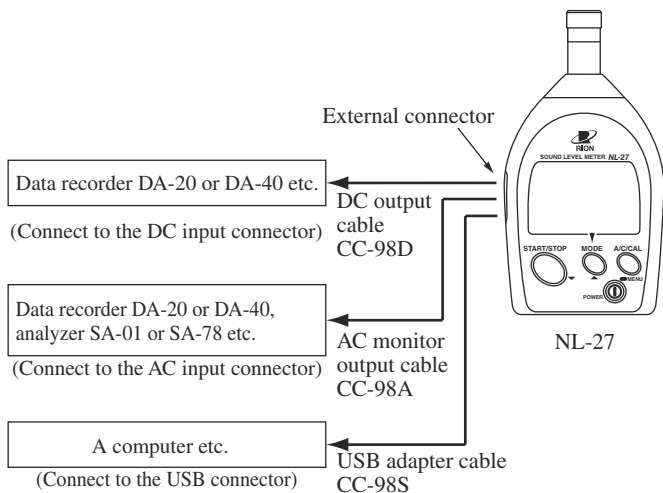 External connector
RION
SOUND LEVEL METER NL-27
Data recorder DA-20 or DA-40 etc.
(Connect to the DC input connector)
DC output
cable
CC-98D
START/STOP
MODE
A/C/CAL
MENU
POWER
NL-27
Data recorder DA-20 or DA-40,
analyzer SA-01 or SA-78 etc.
(Connect to the AC input connector)
AC monitor
output cable
CC-98A
A computer etc.
(Connect to the USB connector)
USB adapter cable
CC-98S